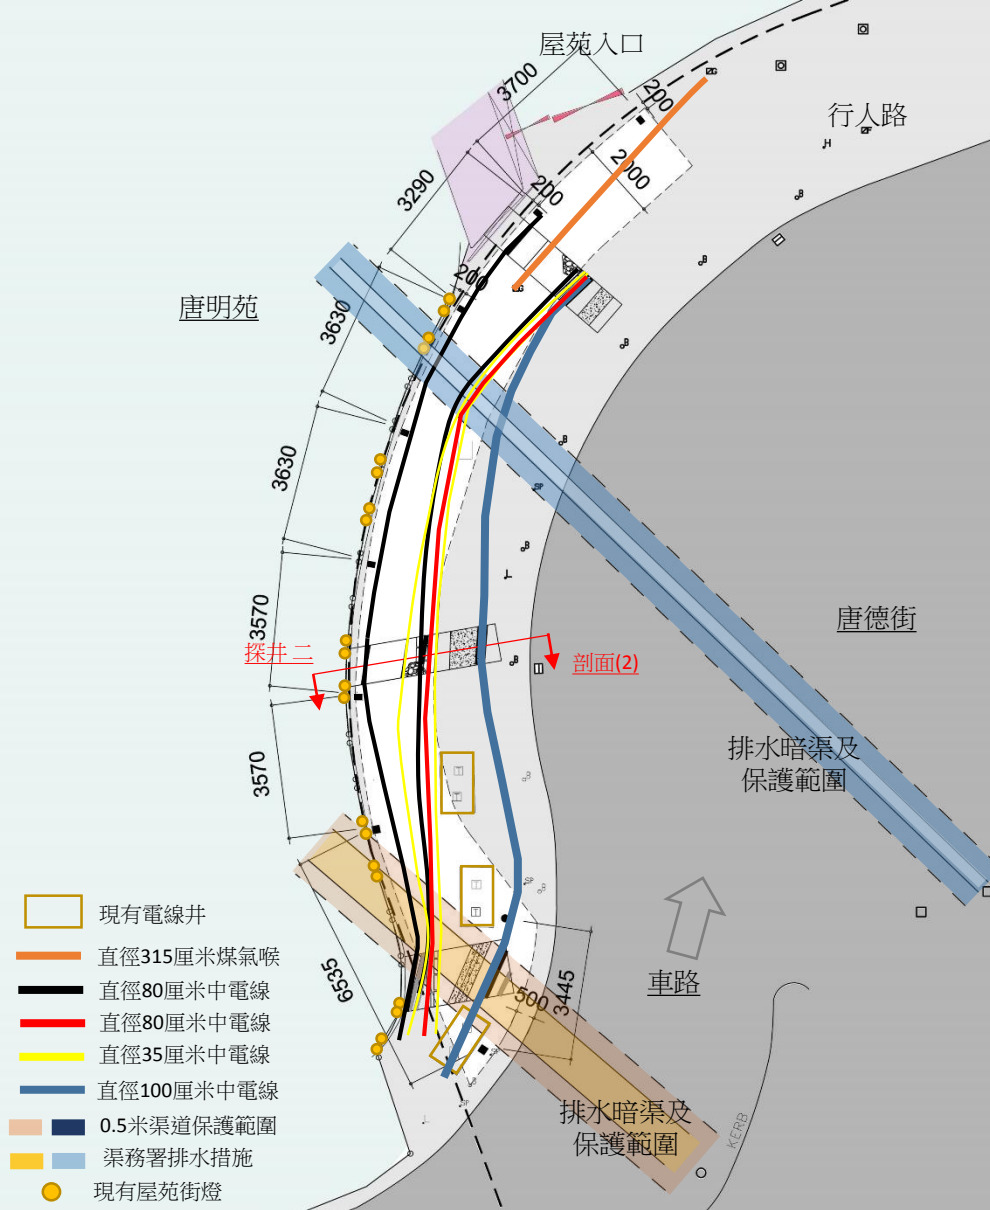 屋苑入口
3700
200
行人路
2000
3290
200
200
唐明苑
3630
3630
3570
唐德街
探井二
剖面(2)
排水暗渠及
保護範圍
3570
現有電線井
直徑315厘米煤氣喉
6535
500
3445
車路
直徑80厘米中電線
直徑80厘米中電線
直徑35厘米中電線
直徑100厘米中電線
排水暗渠及
保護範圍
KERB
0.5米渠道保護範圍
渠務署排水措施
現有屋苑街燈